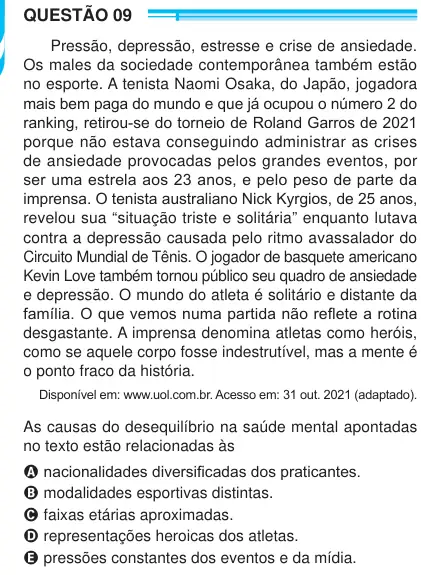 QUESTÃO 09
Pressão, depressão, estresse e crise de ansiedade.
Os males da sociedade contemporânea também estão
no esporte. A tenista Naomi Osaka, do Japão, jogadora
mais bem paga do mundo e que já ocupou o número 2 do
ranking, retirou-se do torneio de Roland Garros de 2021
porque não estava conseguindo administrar as crises
de ansiedade provocadas pelos grandes eventos, por
ser uma estrela aos 23 anos, e pelo peso de parte da
imprensa. O tenista australiano Nick Kyrgios, de 25 anos,
revelou sua “situação triste e solitária” enquanto lutava
contra a depressão causada pelo ritmo avassalador do
Circuito Mundial de Tênis. O jogador de basquete americano
Kevin Love também tornou público seu quadro de ansiedade
e depressão. O mundo do atleta é solitário e distante da
família. O que vemos numa partida não reflete a rotina
desgastante. A imprensa denomina atletas como heróis,
como se aquele corpo fosse indestrutível, mas a mente é
o ponto fraco da história.
Disponível em: www.uol.com.br. Acesso em: 31 out. 2021 (adaptado).
As causas do desequilíbrio na saúde mental apontadas
no texto estão relacionadas às
A nacionalidades diversificadas dos praticantes.
B modalidades esportivas distintas.
C faixas etárias aproximadas.
D representações heroicas dos atletas.
E pressões constantes dos eventos e da mídia.